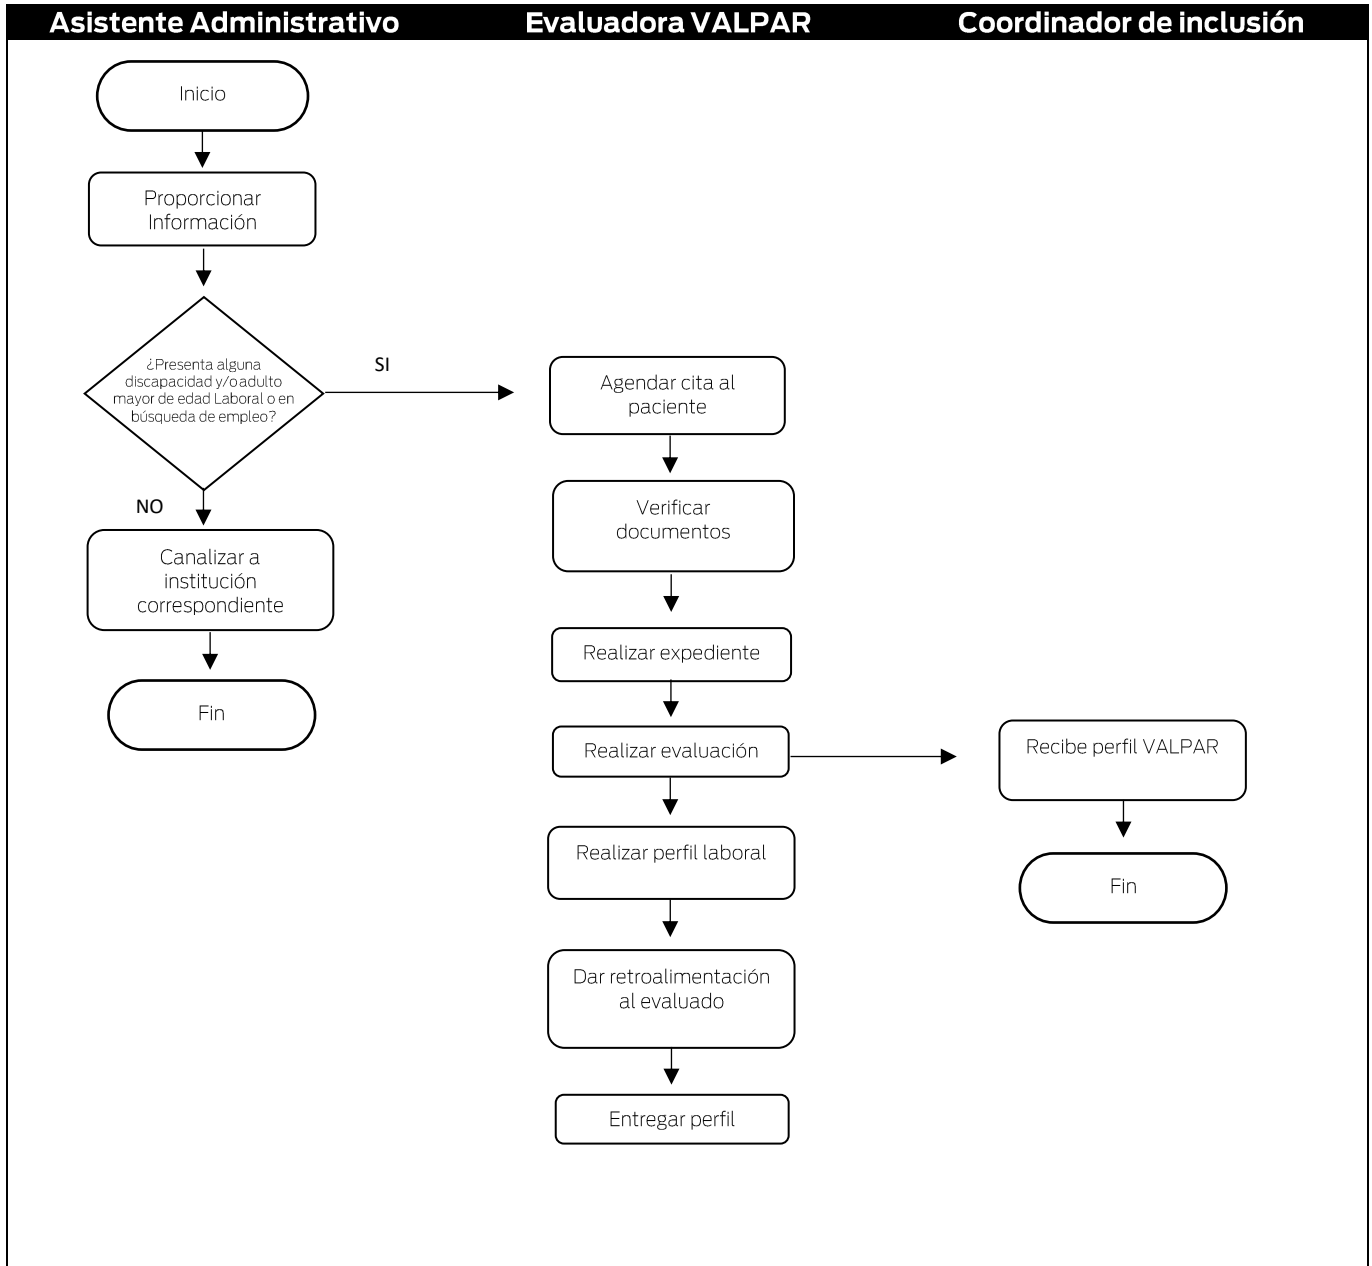 Asistente Administrativo
Evaluadora VALPAR
Coordinador de inclusión
Inicio
Proporcionar
Información
¿Presenta alguna
discapacidad y/o adulto
mayor de edad Laboral o en
búsqueda de empleo?
SI
NO
Canalizar a
institución
correspondiente
Fin
Agendar cita al
paciente
Verificar
documentos
Realizar expediente
Realizar evaluación
Realizar perfil laboral
Dar retroalimentación
al evaluado
Entregar perfil
Recibe perfil VALPAR
Fin